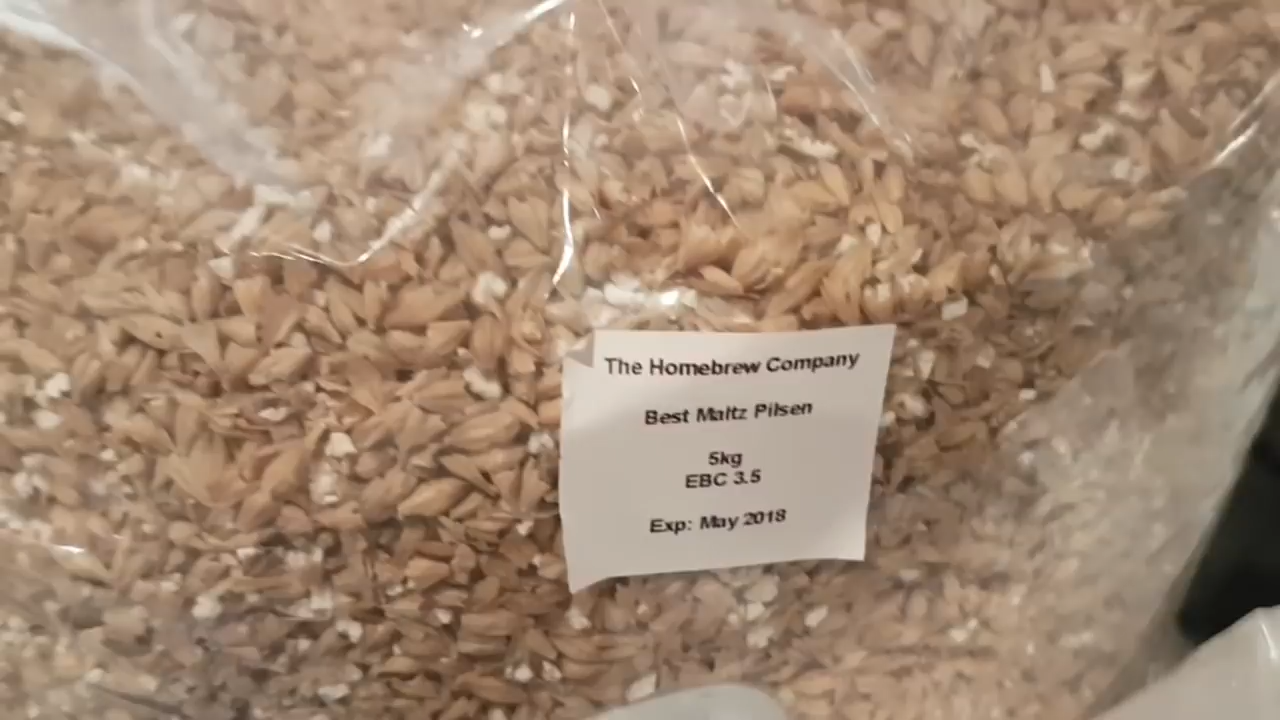 The Homebrew Company
Best Maltz Pilsen
5kg
EBC 3.5
Exp: May 2018